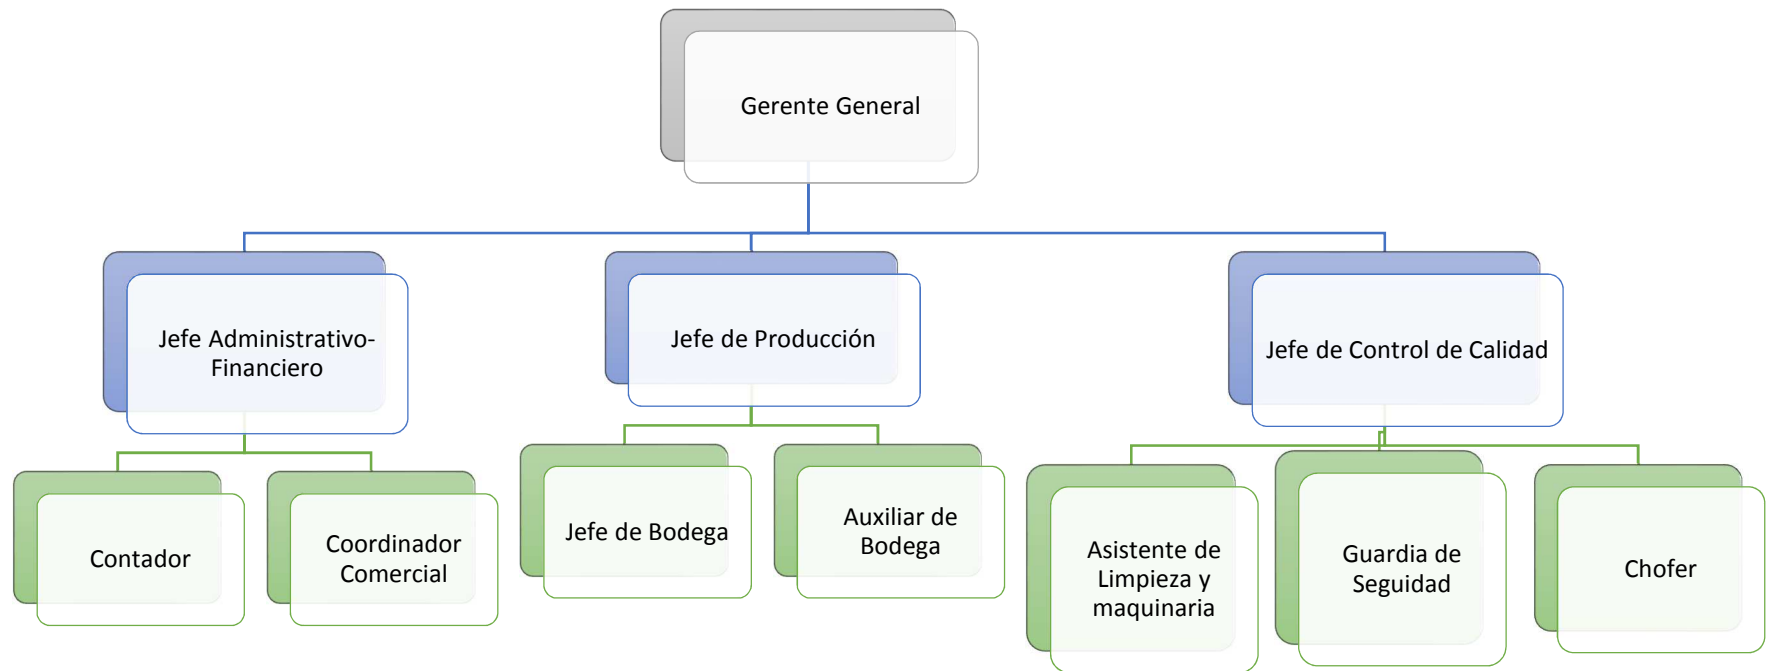 Gerente General
Jefe Administrativo-
Financiero
Jefe de Producción
Jefe de Control de Calidad
Contador
Coordinador
Comercial
Jefe de Bodega
Auxiliar de
Bodega
Asistente de
Limpieza y
maquinaria
Guardia de
Seguidad
Chofer